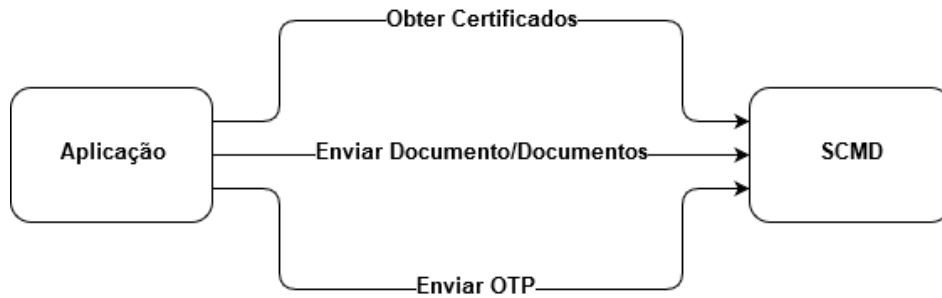 Obter Certificados
Aplicação
Enviar Documento/Documentos
SCMD
Enviar OTP